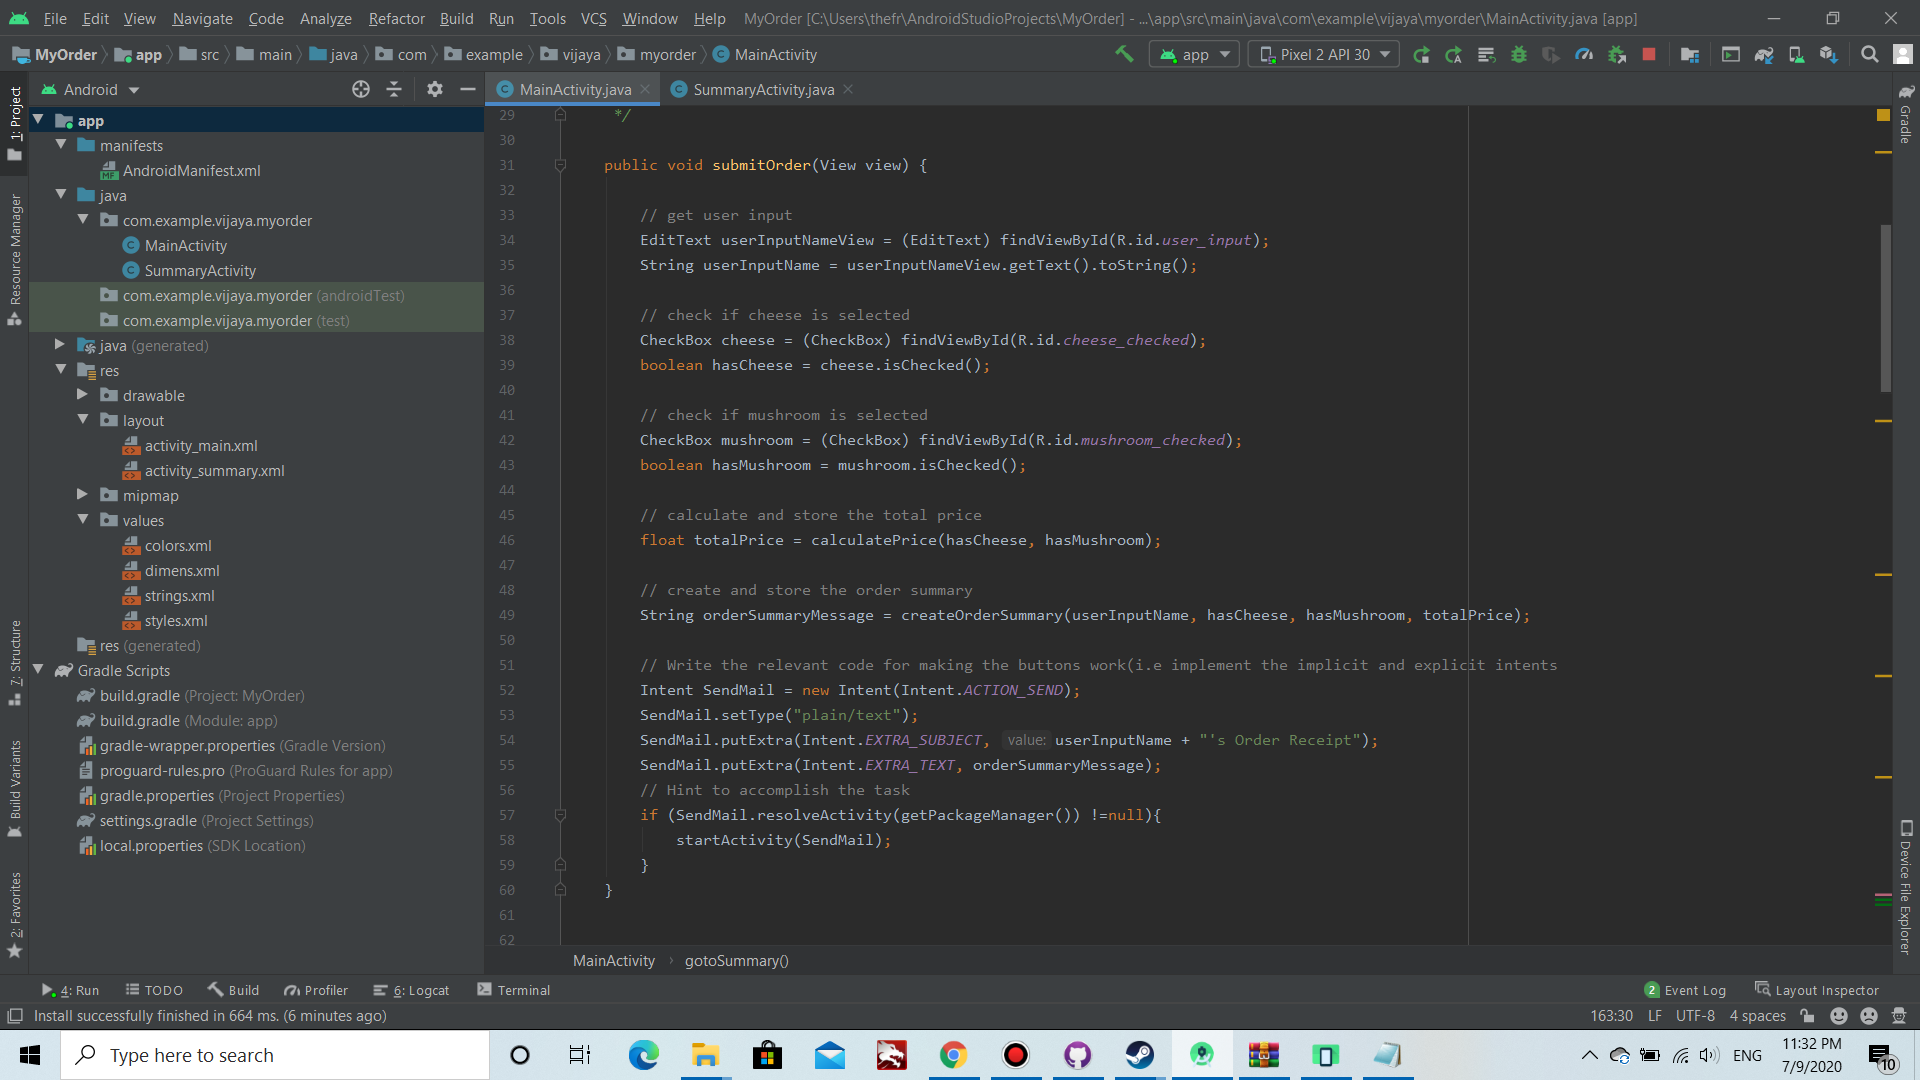 File Edit View Navigate Code Analyze Refactor Build Run Tools VCS Window Help MyOrder [C:\Users\thefr\AndroidStudioProjects\MyOrder] - ...\app\src\main\java\com\example\vijaya\myorder\MainActivity.java [app]
MyOrder app src main java com example vijaya myorder MainActivity app Pixel 2 API 30
Android MainActivity.java SummaryActivity.java
1: Project
Resource Manager
7: Structure
Build Variants
2: Favorites
app
manifests
AndroidManifest.xml
java
com.example.vijaya.myorder
MainActivity
SummaryActivity
com.example.vijaya.myorder (androidTest)
com.example.vijaya.myorder (test)
java (generated)
res
drawable
layout
activity_main.xml
activity_summary.xml
mipmap
values
colors.xml
dimens.xml
strings.xml
styles.xml
res (generated)
Gradle Scripts
build.gradle (Project: MyOrder)
build.gradle (Module: app)
gradle-wrapper.properties (Gradle Version)
proguard-rules.pro (ProGuard Rules for app)
gradle.properties (Project Properties)
settings.gradle (Project Settings)
local.properties (SDK Location)
29 */
30
31 public void submitOrder(View view) {
32
33 // get user input
34 EditText userInputNameView = (EditText) findViewById(R.id.user_input);
35 String userInputName = userInputNameView.getText().toString();
36
37 // check if cheese is selected
38 CheckBox cheese = (CheckBox) findViewById(R.id.cheese_checked);
39 boolean hasCheese = cheese.isChecked();
40
41 // check if mushroom is selected
42 CheckBox mushroom = (CheckBox) findViewById(R.id.mushroom_checked);
43 boolean hasMushroom = mushroom.isChecked();
44
45 // calculate and store the total price
46 float totalPrice = calculatePrice(hasCheese, hasMushroom);
47
48 // create and store the order summary
49 String orderSummaryMessage = createOrderSummary(userInputName, hasCheese, hasMushroom, totalPrice);
50
51 // Write the relevant code for making the buttons work(i.e implement the implicit and explicit intents
52 Intent SendMail = new Intent(Intent.ACTION_SEND);
53 SendMail.setType("plain/text");
54 SendMail.putExtra(Intent.EXTRA_SUBJECT, value: userInputName + "'s Order Receipt");
55 SendMail.putExtra(Intent.EXTRA_TEXT, orderSummaryMessage);
56 // Hint to accomplish the task
57 if (SendMail.resolveActivity(getPackageManager()) !=null){
58 startActivity(SendMail);
59 }
60 }
61
62
MainActivity gotoSummary()
Gradle
Device File Explorer
4: Run TODO Build Profiler 6: Logcat Terminal 2 Event Log Layout Inspector
Install successfully finished in 664 ms. (6 minutes ago) 163:30 LF UTF-8 4 spaces
Type here to search ENG 11:32 PM
7/9/2020 10